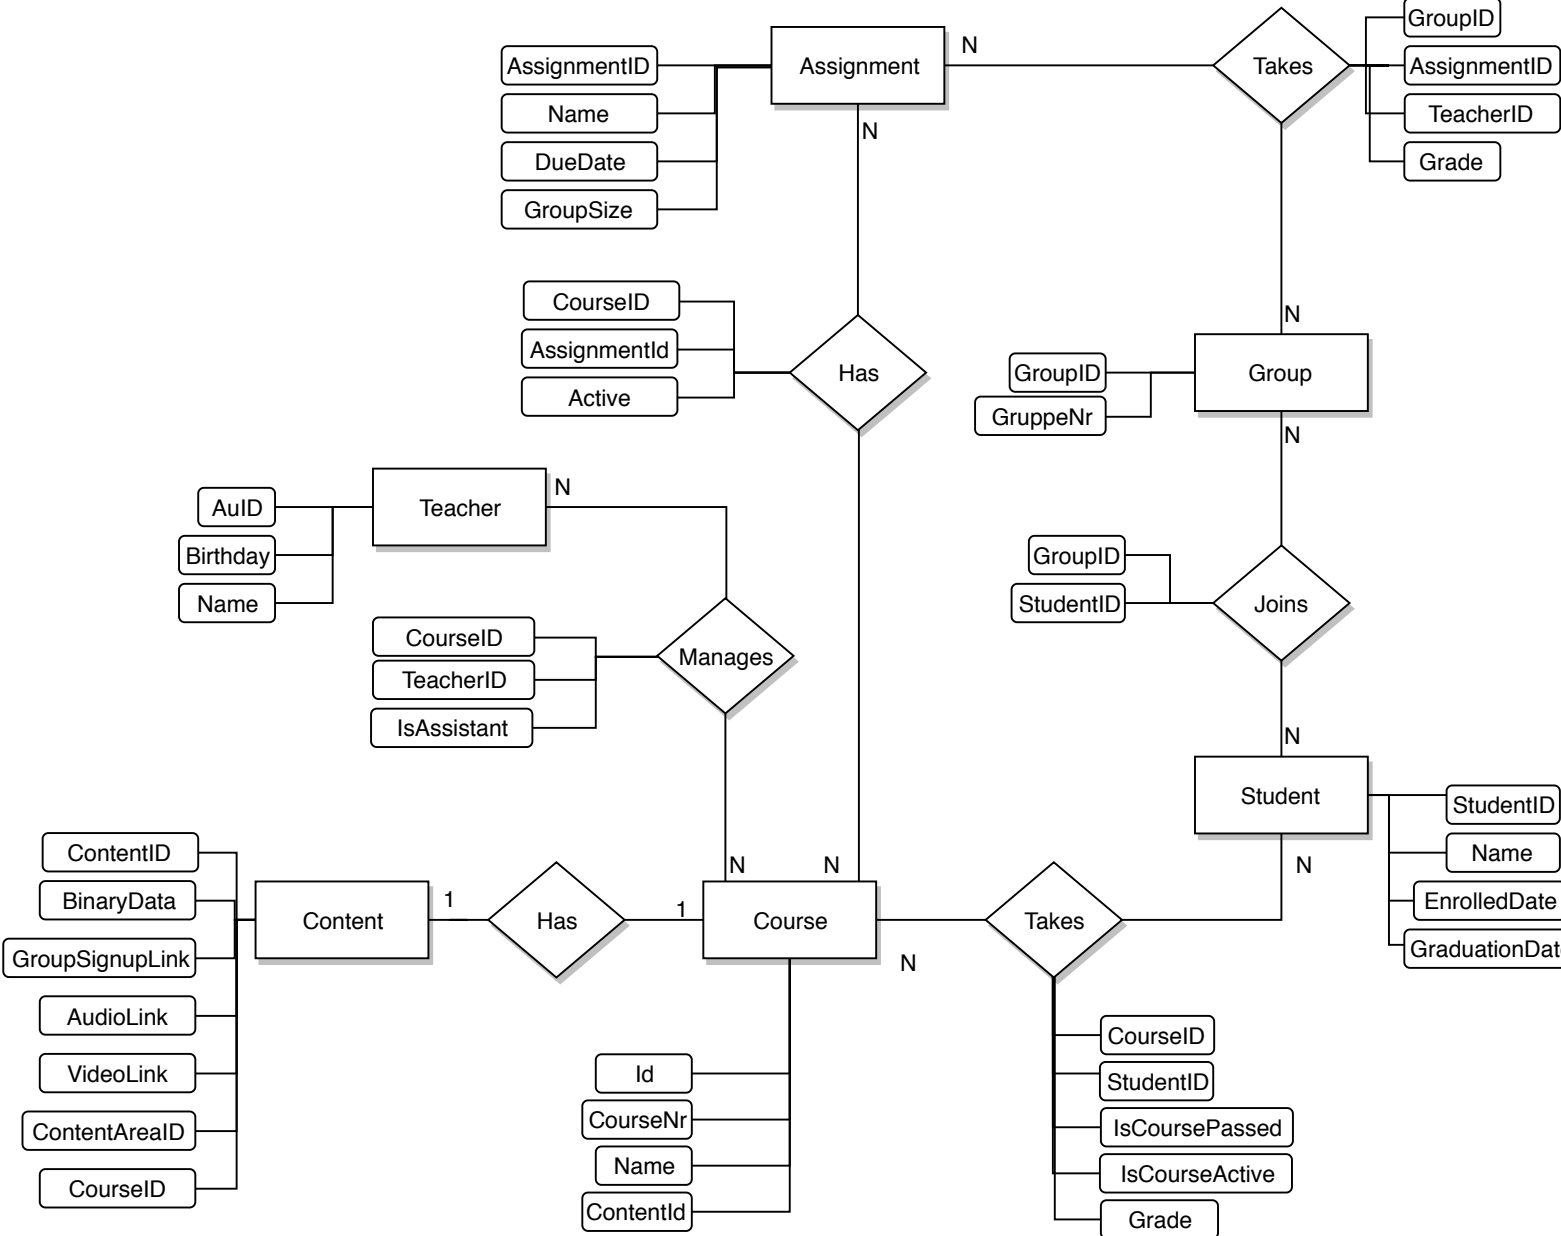 GroupID
N
AssignmentID
Assignment
Takes
AssignmentID
Name
N
TeacherID
DueDate
Grade
GroupSize
CourseID
N
AssignmentId
Has
GroupID
Group
Active
GruppeNr
N
AuID
Teacher
N
Birthday
GroupID
Name
StudentID
Joins
CourseID
Manages
TeacherID
IsAssistant
N
Student
StudentID
ContentID
N
N
N
Name
BinaryData
1
1
EnrolledDate
Content
Has
Course
Takes
GroupSignupLink
N
GraduationDat
AudioLink
CourseID
VideoLink
Id
StudentID
ContentAreaID
CourseNr
IsCoursePassed
CourseID
Name
IsCourseActive
ContentId
Grade